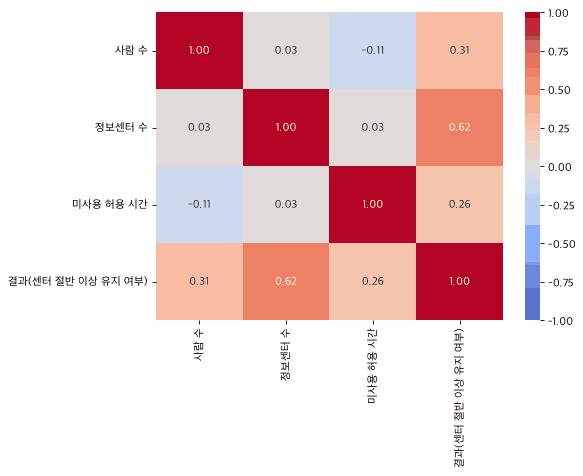 사람 수 1.00 0.03 -0.11 0.31
정보센터 수 0.03 1.00 0.03 0.62
미사용 허용 시간 -0.11 0.03 1.00 0.26
결과(센터 절반 이상 유지 여부) 0.31 0.62 0.26 1.00
사람 수
정보센터 수
미사용 허용 시간
결과(센터 절반 이상 유지 여부)
1.00
0.75
0.50
0.25
0.00
-0.25
-0.50
-0.75
-1.00